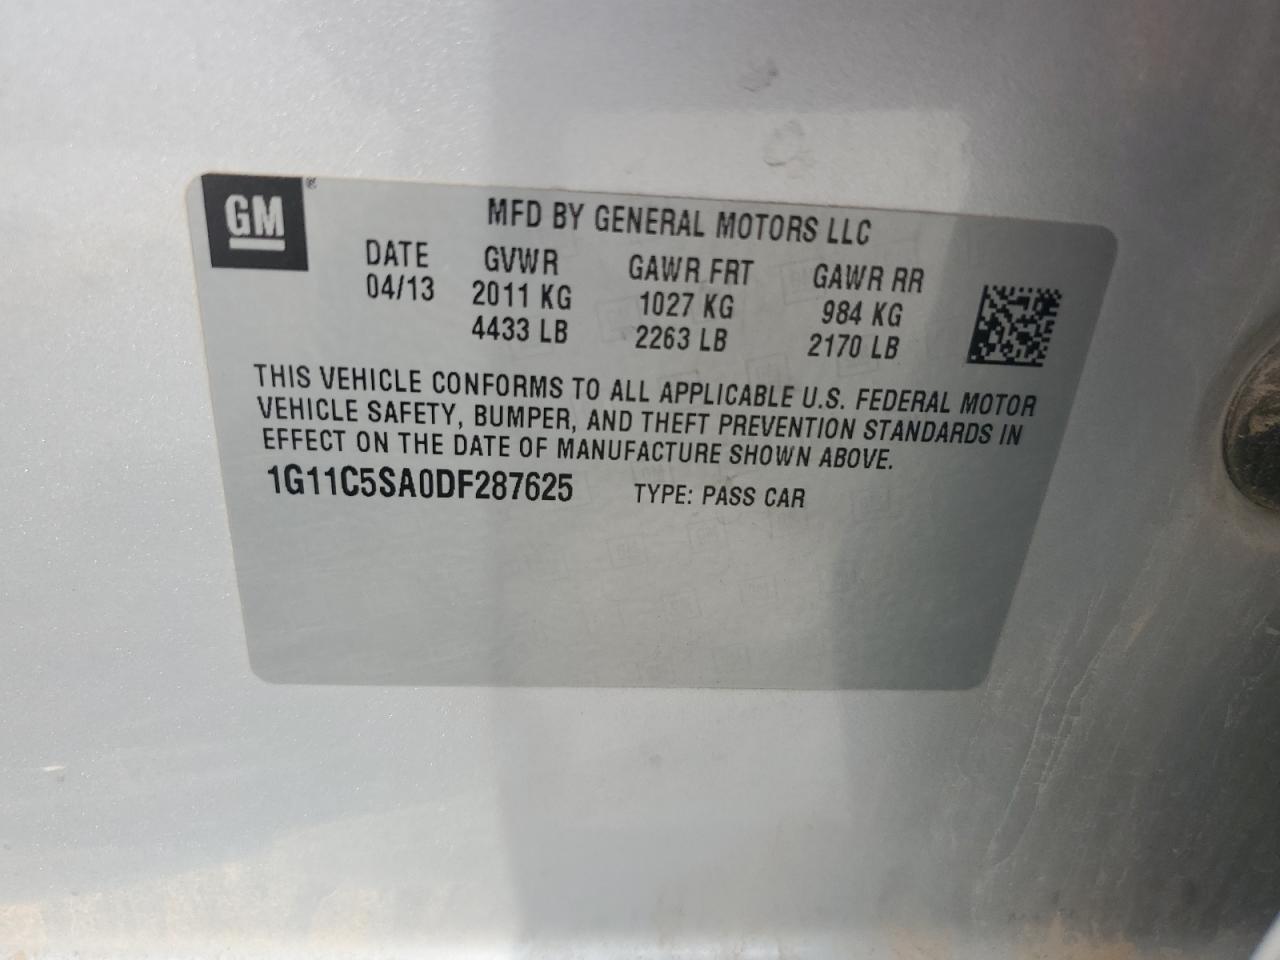 GM ®
MFD BY GENERAL MOTORS LLC
DATE GVWR GAWR FRT GAWR RR
04/13 2011 KG 1027 KG 984 KG
4433 LB 2263 LB 2170 LB
THIS VEHICLE CONFORMS TO ALL APPLICABLE U.S. FEDERAL MOTOR
VEHICLE SAFETY, BUMPER, AND THEFT PREVENTION STANDARDS IN
EFFECT ON THE DATE OF MANUFACTURE SHOWN ABOVE.
1G11C5SA0DF287625 TYPE: PASS CAR